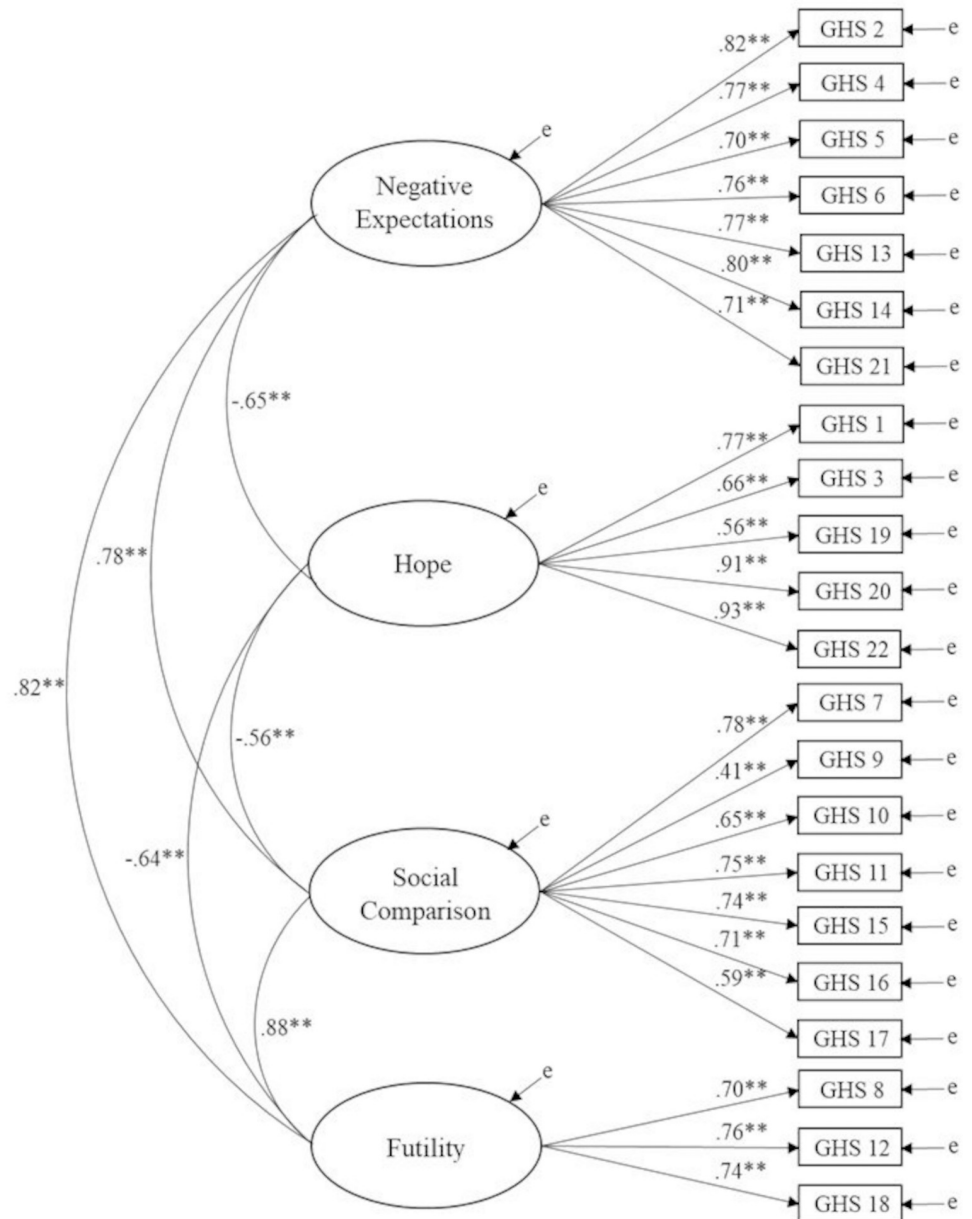 GHS 2
e
.82**
GHS 4
e
.77**
GHS 5
e
.70**
e
Negative
Expectations
GHS 6
e
.76**
GHS 13
e
.77**
GHS 14
e
.80**
GHS 21
e
.71**
-.65**
GHS 1
e
.77**
GHS 3
e
.66**
e
Hope
GHS 19
e
.56**
GHS 20
e
.91**
GHS 22
e
.93**
.78**
.82**
-.56**
-.64**
GHS 7
e
.78**
GHS 9
e
.41**
GHS 10
e
.65**
e
Social
Comparison
GHS 11
e
.75**
GHS 15
e
.74**
GHS 16
e
.71**
GHS 17
e
.59**
.88**
GHS 8
e
.70**
e
Futility
GHS 12
e
.76**
GHS 18
e
.74**